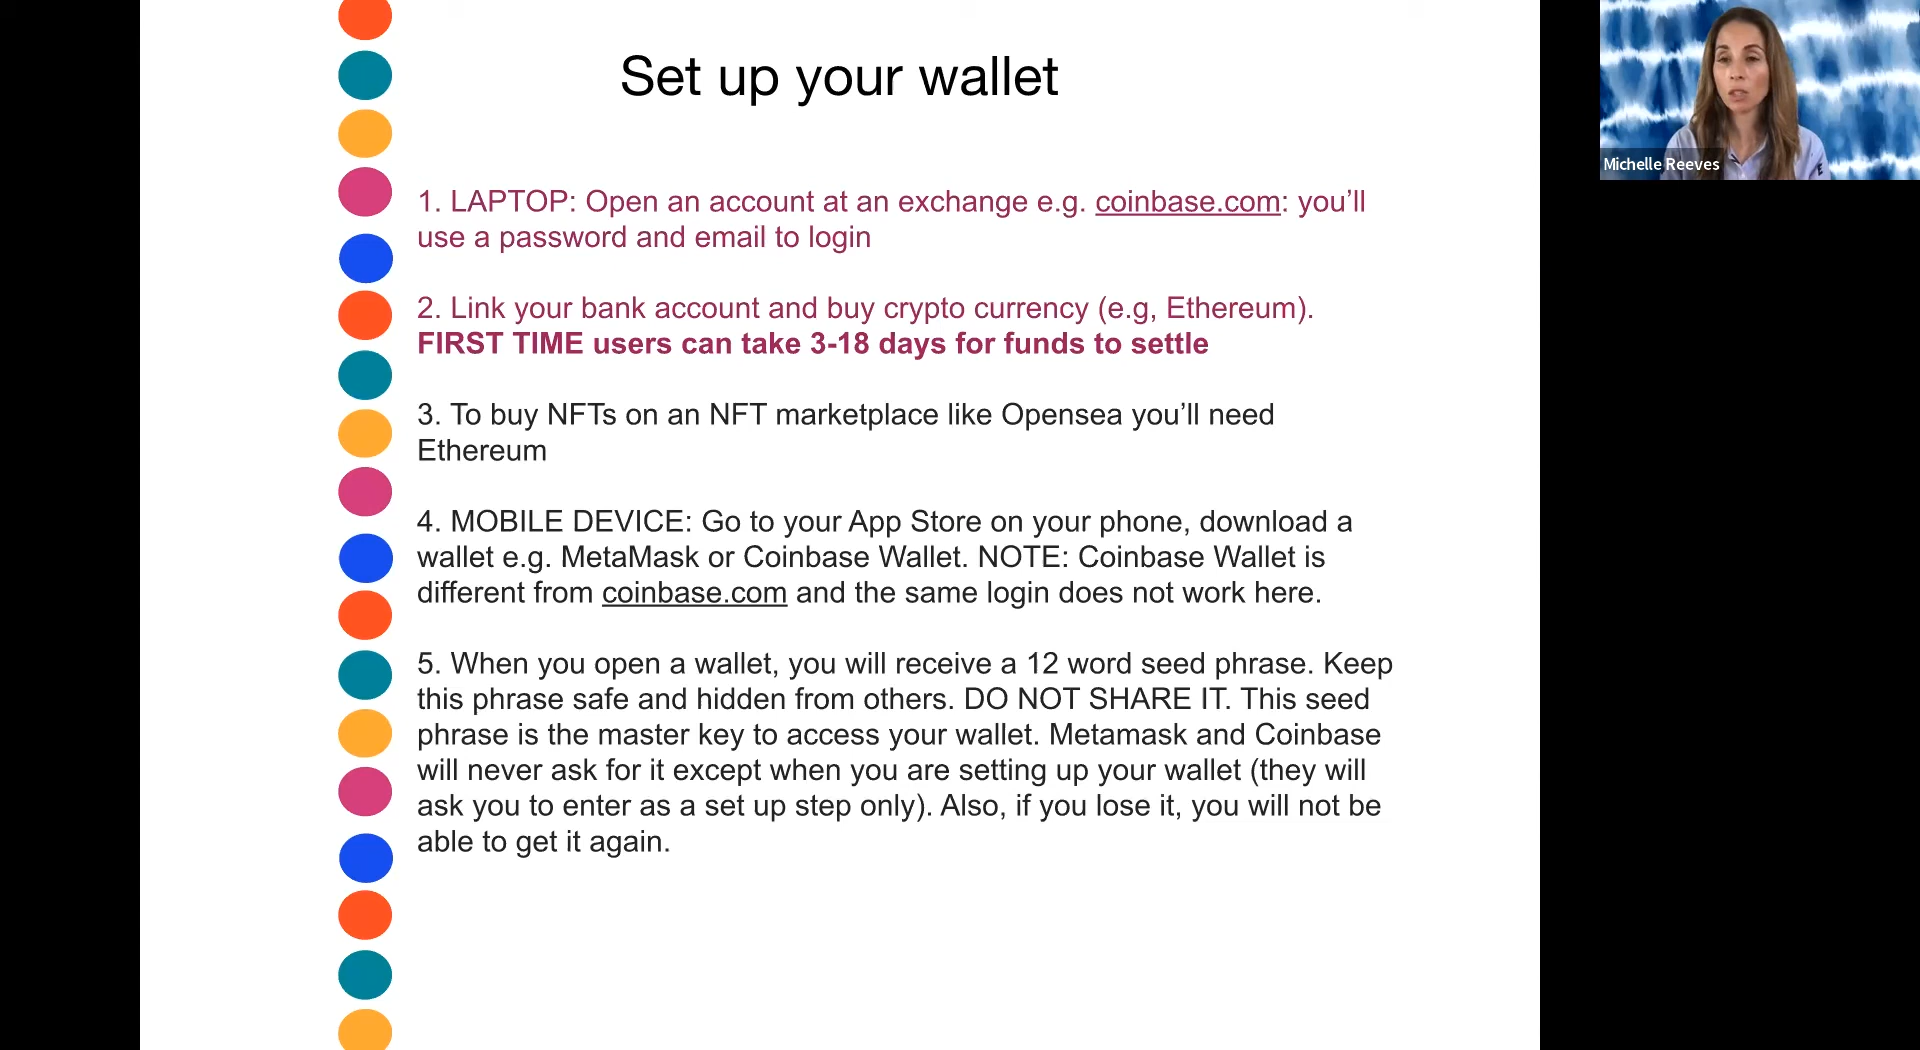 Set up your wallet
Michelle Reeves
1. LAPTOP: Open an account at an exchange e.g. coinbase.com: you’ll
use a password and email to login
2. Link your bank account and buy crypto currency (e.g, Ethereum).
FIRST TIME users can take 3-18 days for funds to settle
3. To buy NFTs on an NFT marketplace like Opensea you’ll need
Ethereum
4. MOBILE DEVICE: Go to your App Store on your phone, download a
wallet e.g. MetaMask or Coinbase Wallet. NOTE: Coinbase Wallet is
different from coinbase.com and the same login does not work here.
5. When you open a wallet, you will receive a 12 word seed phrase. Keep
this phrase safe and hidden from others. DO NOT SHARE IT. This seed
phrase is the master key to access your wallet. Metamask and Coinbase
will never ask for it except when you are setting up your wallet (they will
ask you to enter as a set up step only). Also, if you lose it, you will not be
able to get it again.